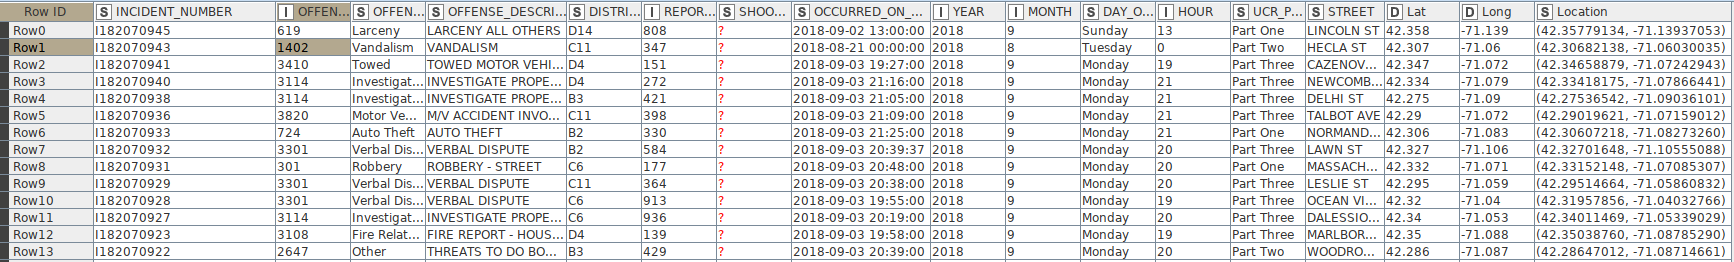 Row ID S INCIDENT_NUMBER I OFFEN... S OFFEN... S OFFENSE_DESCRI... S DISTRI... I REPOR... S SHOO... S OCCURRED_ON_... I YEAR I MONTH S DAY_O... I HOUR S UCR_P... S STREET D Lat D Long S Location
Row0 I182070945 619 Larceny LARCENY ALL OTHERS D14 808 ? 2018-09-02 13:00:00 2018 9 Sunday 13 Part One LINCOLN ST 42.358 -71.139 (42.35779134, -71.13937053)
Row1 I182070943 1402 Vandalism VANDALISM C11 347 ? 2018-08-21 00:00:00 2018 8 Tuesday 0 Part Two HECLA ST 42.307 -71.06 (42.30682138, -71.06030035)
Row2 I182070941 3410 Towed TOWED MOTOR VEHI... D4 151 ? 2018-09-03 19:27:00 2018 9 Monday 19 Part Three CAZENOV... 42.347 -71.072 (42.34658879, -71.07242943)
Row3 I182070940 3114 Investigat... INVESTIGATE PROPE... D4 272 ? 2018-09-03 21:16:00 2018 9 Monday 21 Part Three NEWCOMB... 42.334 -71.079 (42.33418175, -71.07866441)
Row4 I182070938 3114 Investigat... INVESTIGATE PROPE... B3 421 ? 2018-09-03 21:05:00 2018 9 Monday 21 Part Three DELHI ST 42.275 -71.09 (42.27536542, -71.09036101)
Row5 I182070936 3820 Motor Ve... M/V ACCIDENT INVO... C11 398 ? 2018-09-03 21:09:00 2018 9 Monday 21 Part Three TALBOT AVE 42.29 -71.072 (42.29019621, -71.07159012)
Row6 I182070933 724 Auto Theft AUTO THEFT B2 330 ? 2018-09-03 21:25:00 2018 9 Monday 21 Part One NORMAND... 42.306 -71.083 (42.30607218, -71.08273260)
Row7 I182070932 3301 Verbal Dis... VERBAL DISPUTE B2 584 ? 2018-09-03 20:39:37 2018 9 Monday 20 Part Three LAWN ST 42.327 -71.106 (42.32701648, -71.10555088)
Row8 I182070931 301 Robbery ROBBERY - STREET C6 177 ? 2018-09-03 20:48:00 2018 9 Monday 20 Part One MASSACH... 42.332 -71.071 (42.33152148, -71.07085307)
Row9 I182070929 3301 Verbal Dis... VERBAL DISPUTE C11 364 ? 2018-09-03 20:38:00 2018 9 Monday 20 Part Three LESLIE ST 42.295 -71.059 (42.29514664, -71.05860832)
Row10 I182070928 3301 Verbal Dis... VERBAL DISPUTE C6 913 ? 2018-09-03 19:55:00 2018 9 Monday 19 Part Three OCEAN VI... 42.32 -71.04 (42.31957856, -71.04032766)
Row11 I182070927 3114 Investigat... INVESTIGATE PROPE... C6 936 ? 2018-09-03 20:19:00 2018 9 Monday 20 Part Three DALESSIO... 42.34 -71.053 (42.34011469, -71.05339029)
Row12 I182070923 3108 Fire Relat... FIRE REPORT - HOUS... D4 139 ? 2018-09-03 19:58:00 2018 9 Monday 19 Part Three MARLBOR... 42.35 -71.088 (42.35038760, -71.08785290)
Row13 I182070922 2647 Other THREATS TO DO BO... B3 429 ? 2018-09-03 20:39:00 2018 9 Monday 20 Part Two WOODRO... 42.286 -71.087 (42.28647012, -71.08714661)